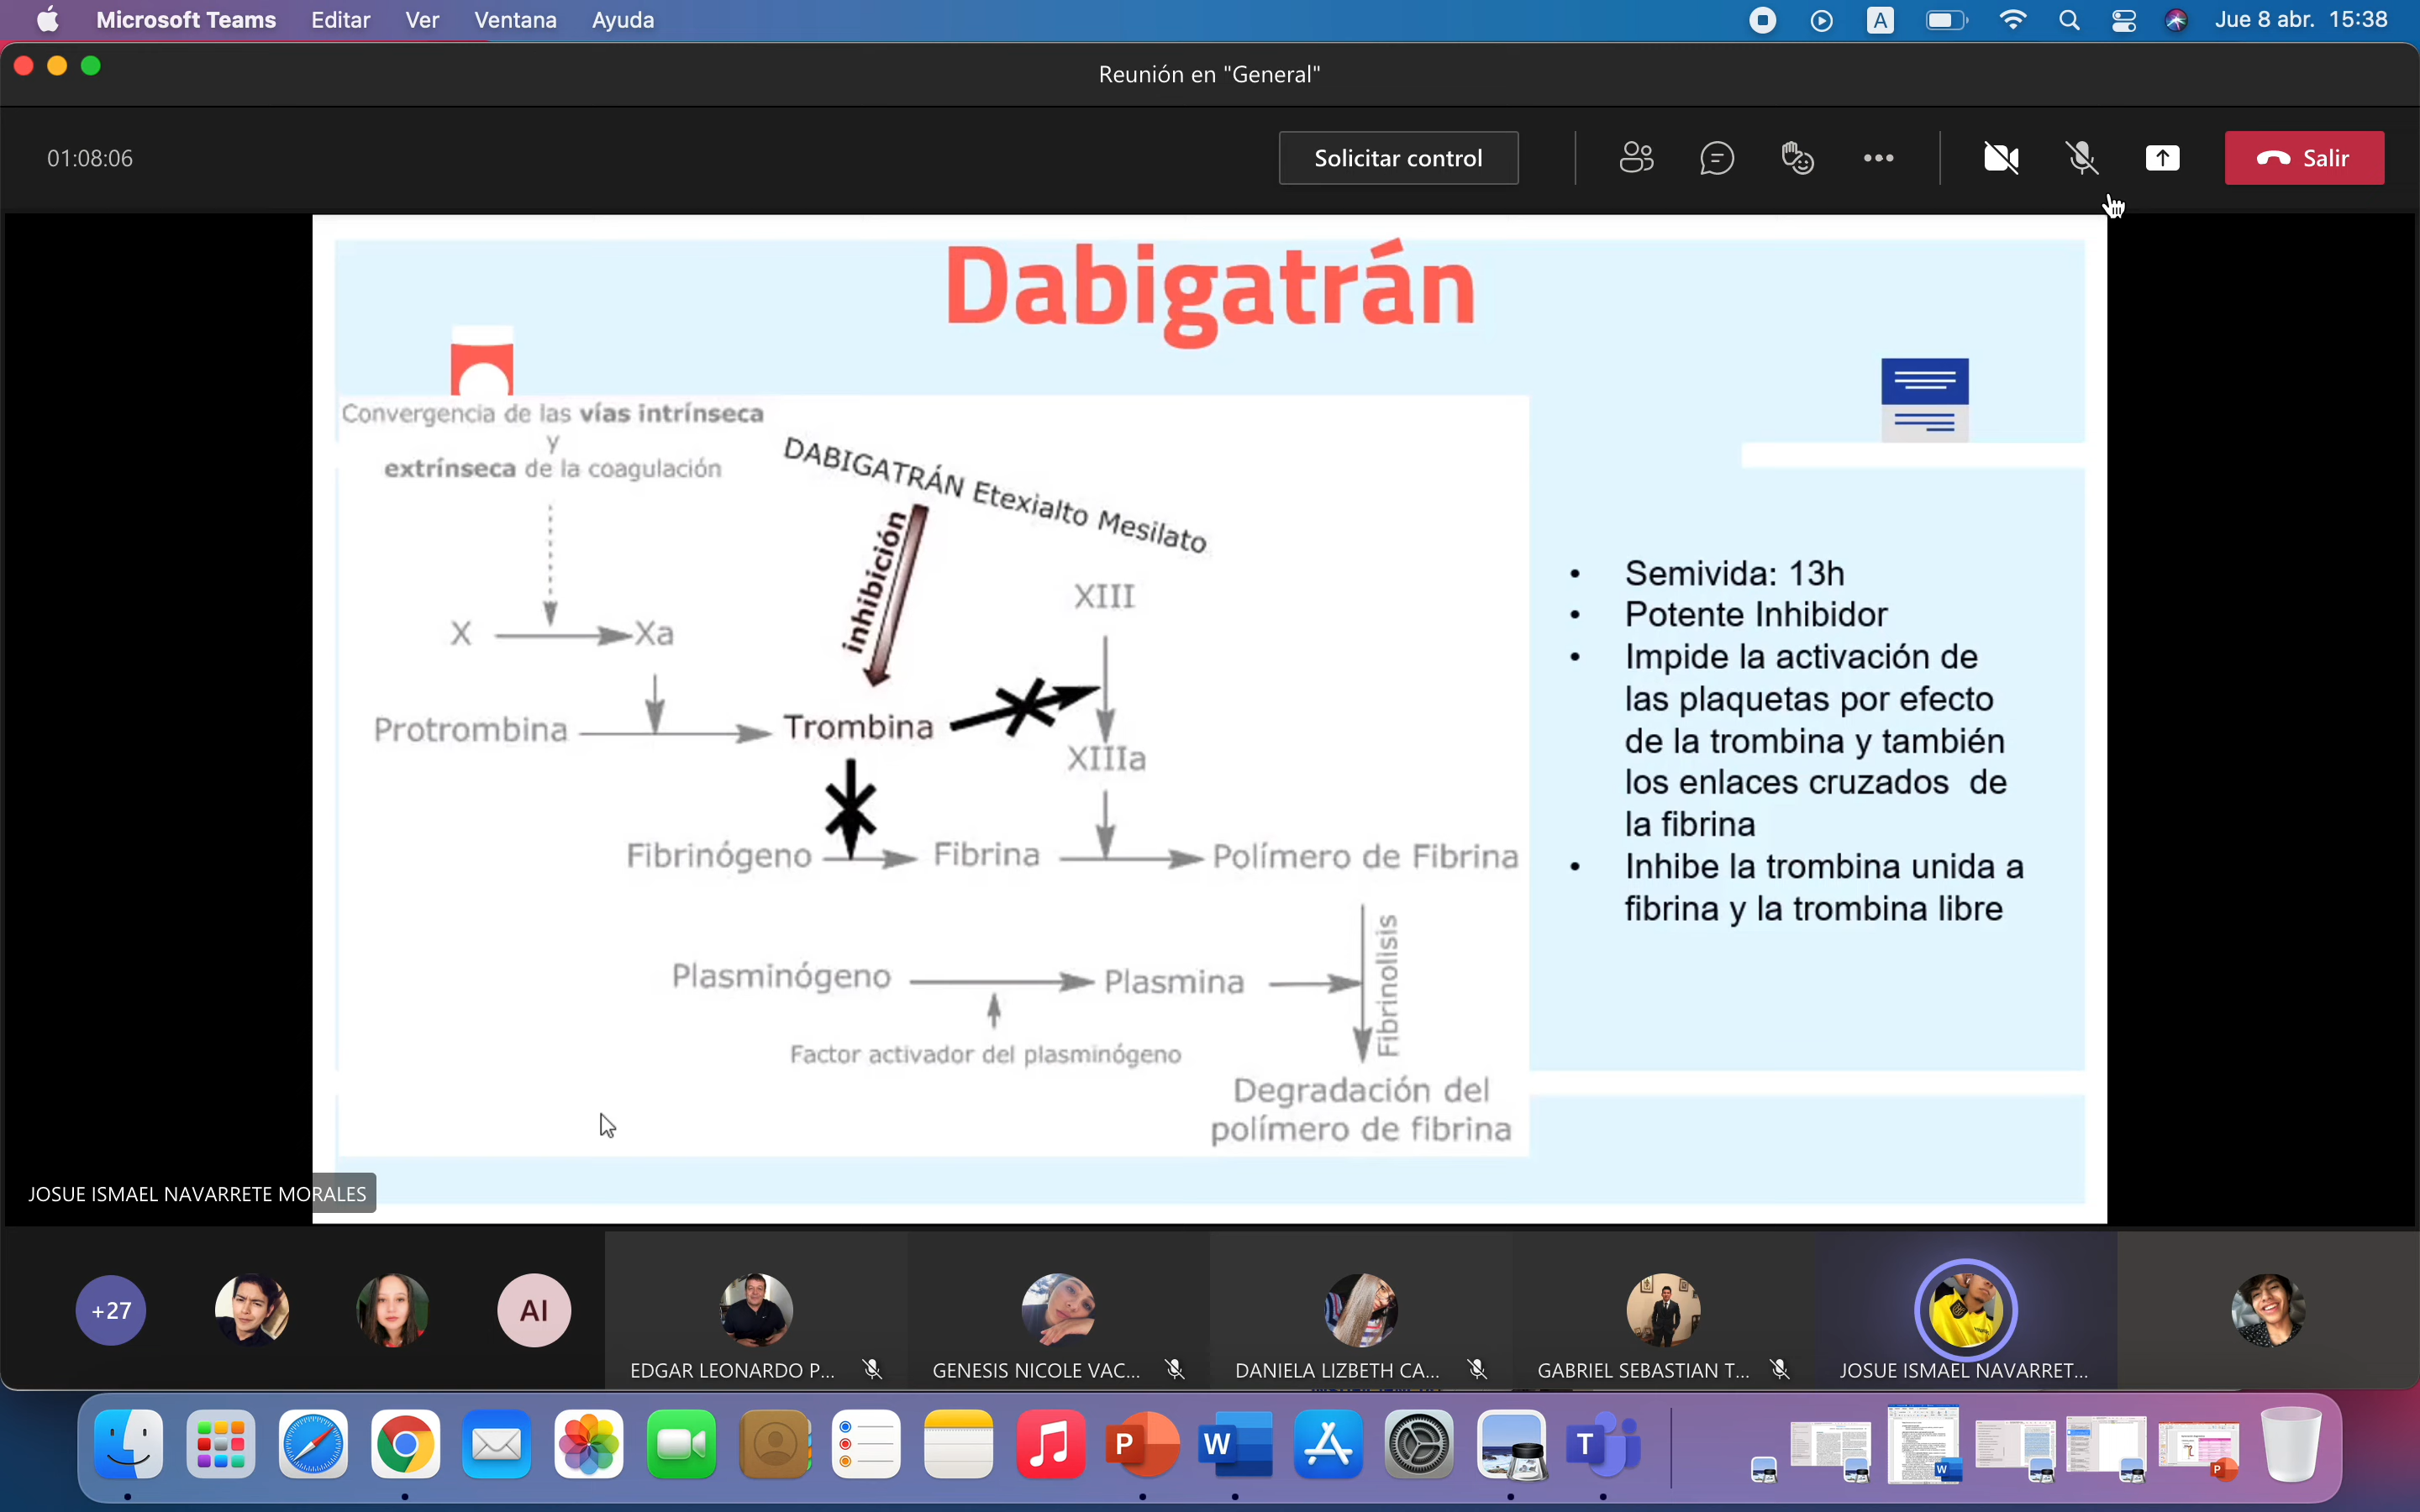 Microsoft Teams Editar Ver Ventana Ayuda
A
Jue 8 abr. 15:38
Reunión en "General"
01:08:06
Solicitar control
Salir
Dabigatrán
Convergencia de las vías intrínseca
y
extrínseca de la coagulación
DABIGATRÁN Etexialto Mesilato
inhibición
XIII
X
Xa
Protrombina
Trombina
XIIIa
Fibrinógeno
Fibrina
Polímero de Fibrina
Plasminógeno
Plasmina
Fibrinolisis
Factor activador del plasminógeno
Degradación del
polímero de fibrina
• Semivida: 13h
• Potente Inhibidor
• Impide la activación de
las plaquetas por efecto
de la trombina y también
los enlaces cruzados de
la fibrina
• Inhibe la trombina unida a
fibrina y la trombina libre
JOSUE ISMAEL NAVARRETE MORALES
+27
AI
EDGAR LEONARDO P...
GENESIS NICOLE VAC...
DANIELA LIZBETH CA...
GABRIEL SEBASTIAN T...
JOSUE ISMAEL NAVARRET...
P
W
T
W
P